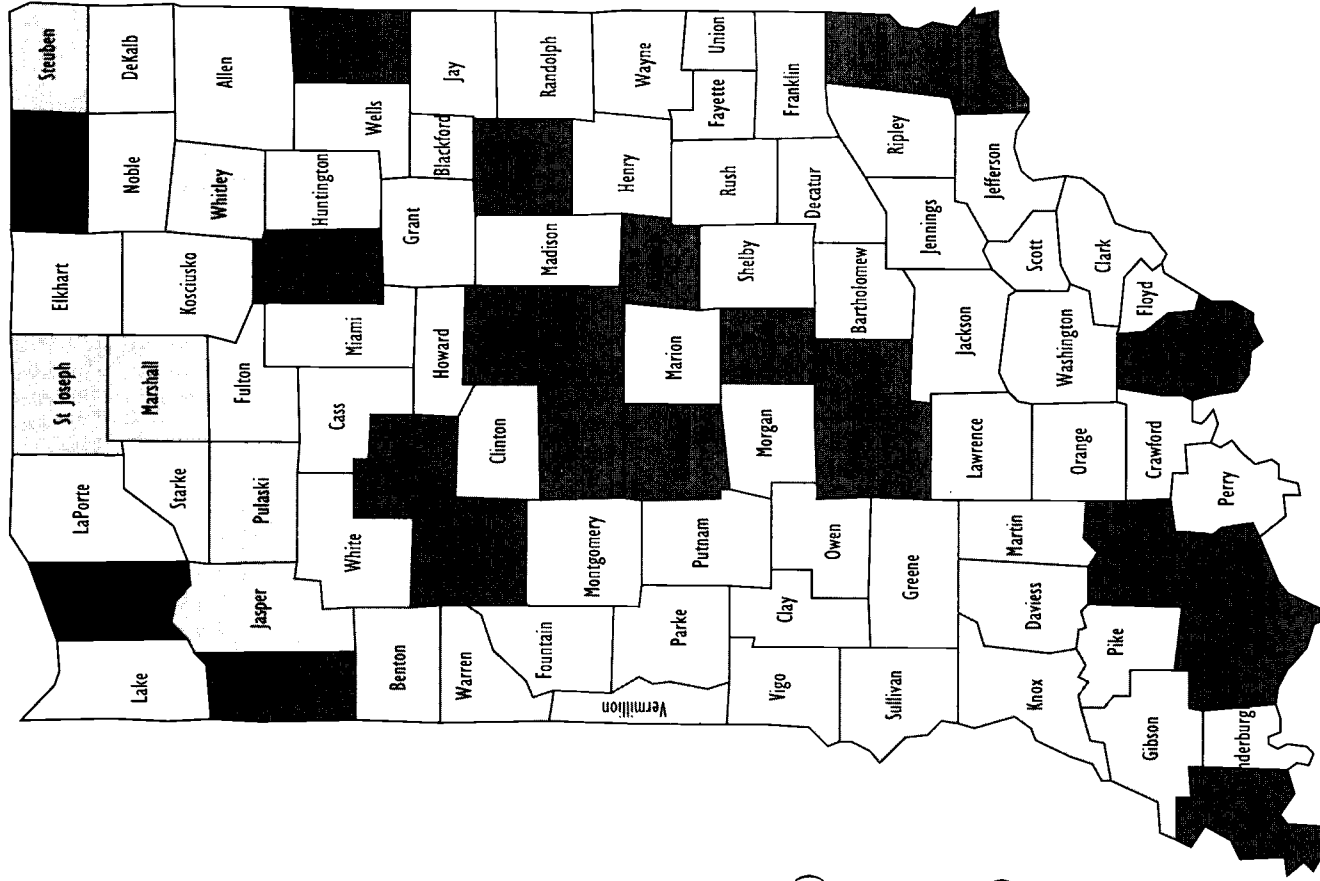 Steuben
DeKalb
Allen
Noble
Whitley
Elkhart
Kosciusko
Huntington
Wells
St Joseph
Marshall
Fulton
Miami
Cass
LaPorte
Starke
Pulaski
White
Lake
Jasper
Benton
Warren
Jay
Blackford
Grant
Howard
Clinton
Randolph
Madison
Henry
Wayne
Union
Fayette
Franklin
Rush
Decatur
Shelby
Marion
Morgan
Montgomery
Fountain
Vermillion
Parke
Putnam
Vigo
Clay
Owen
Sullivan
Greene
Bartholomew
Jennings
Ripley
Jefferson
Scott
Clark
Floyd
Jackson
Washington
Lawrence
Orange
Crawford
Perry
Martin
Daviess
Knox
Pike
Gibson
nderburg